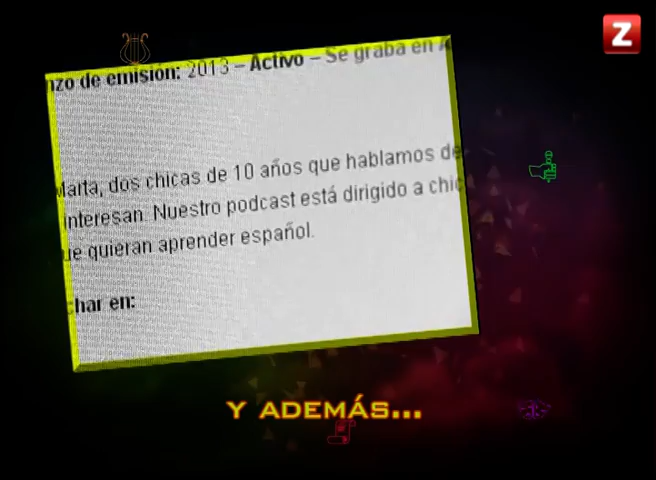 nzo de emisión: 2013 – Activo – Se graba en
Marta, dos chicas de 10 años que hablamos de
interesan. Nuestro podcast está dirigido a chic
ue quieran aprender español.
char en:
Y ADEMÁS...
Z